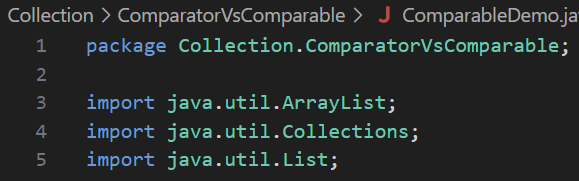 Collection > ComparatorVsComparable > J ComparableDemo.ja
1 package Collection.ComparatorVsComparable;
2
3 import java.util.ArrayList;
4 import java.util.Collections;
5 import java.util.List;